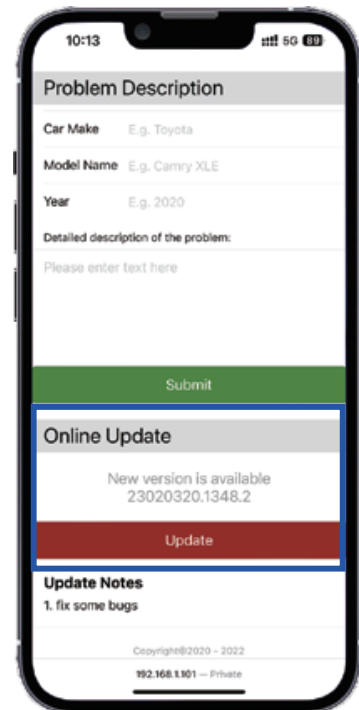 10:13 5G 89
Problem Description
Car Make E.g. Toyota
Model Name E.g. Camry XLE
Year E.g. 2020
Detailed description of the problem:
Please enter text here
Submit
Online Update
New version is available
23020320.1348.2
Update
Update Notes
1. fix some bugs
Copyright©2020 - 2022
192.168.1.101 — Private